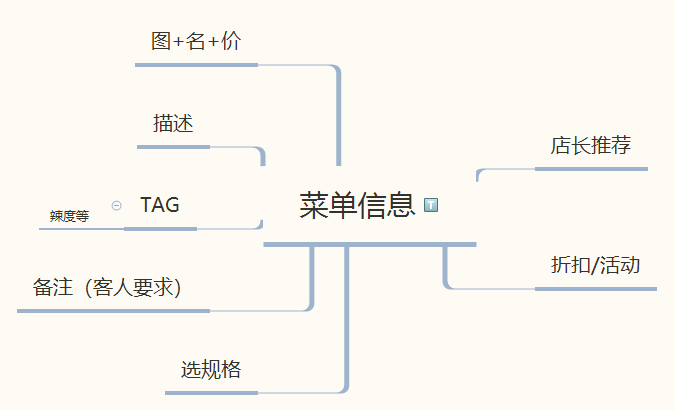 图+名+价
描述
店长推荐
TAG
辣度等
菜单信息
T
备注（客人要求）
折扣/活动
选规格